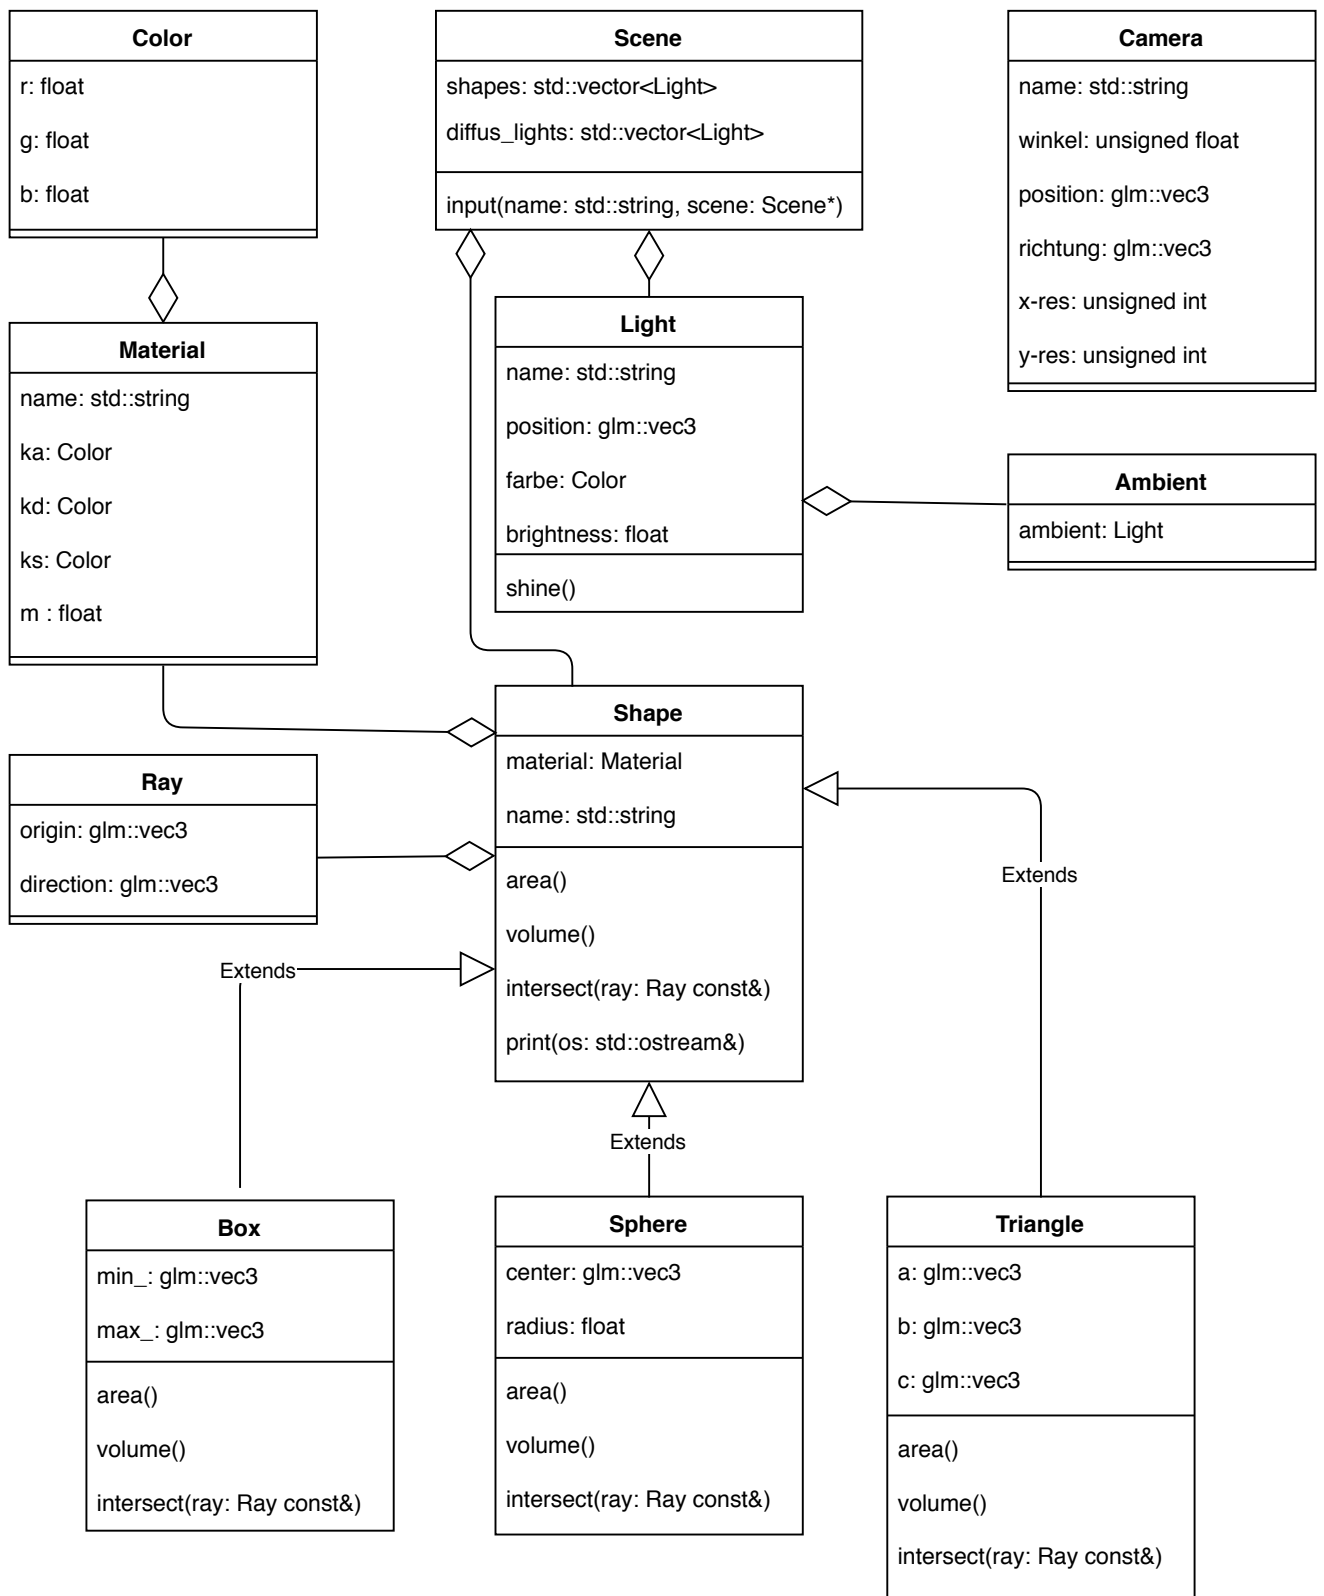 Color
r: float
g: float
b: float
Scene
shapes: std::vector<Light>
diffus_lights: std::vector<Light>
input(name: std::string, scene: Scene*)
Camera
name: std::string
winkel: unsigned float
position: glm::vec3
richtung: glm::vec3
x-res: unsigned int
y-res: unsigned int
Material
name: std::string
ka: Color
kd: Color
ks: Color
m : float
Light
name: std::string
position: glm::vec3
farbe: Color
brightness: float
shine()
Ambient
ambient: Light
Shape
material: Material
name: std::string
area()
volume()
intersect(ray: Ray const&)
print(os: std::ostream&)
Ray
origin: glm::vec3
direction: glm::vec3
Extends
Extends
Extends
Box
min_: glm::vec3
max_: glm::vec3
area()
volume()
intersect(ray: Ray const&)
Sphere
center: glm::vec3
radius: float
area()
volume()
intersect(ray: Ray const&)
Triangle
a: glm::vec3
b: glm::vec3
c: glm::vec3
area()
volume()
intersect(ray: Ray const&)